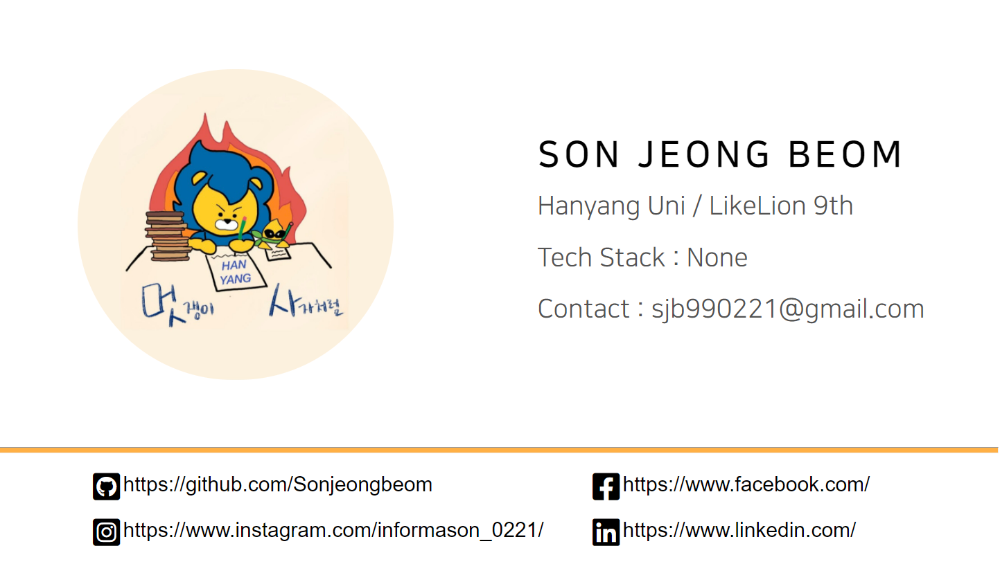 HAN
YANG
멋쟁이 사자처럼
SON JEONG BEOM
Hanyang Uni / LikeLion 9th
Tech Stack : None
Contact : sjb990221@gmail.com
https://github.com/Sonjeongbeom
https://www.facebook.com/
https://www.instagram.com/informason_0221/
https://www.linkedin.com/